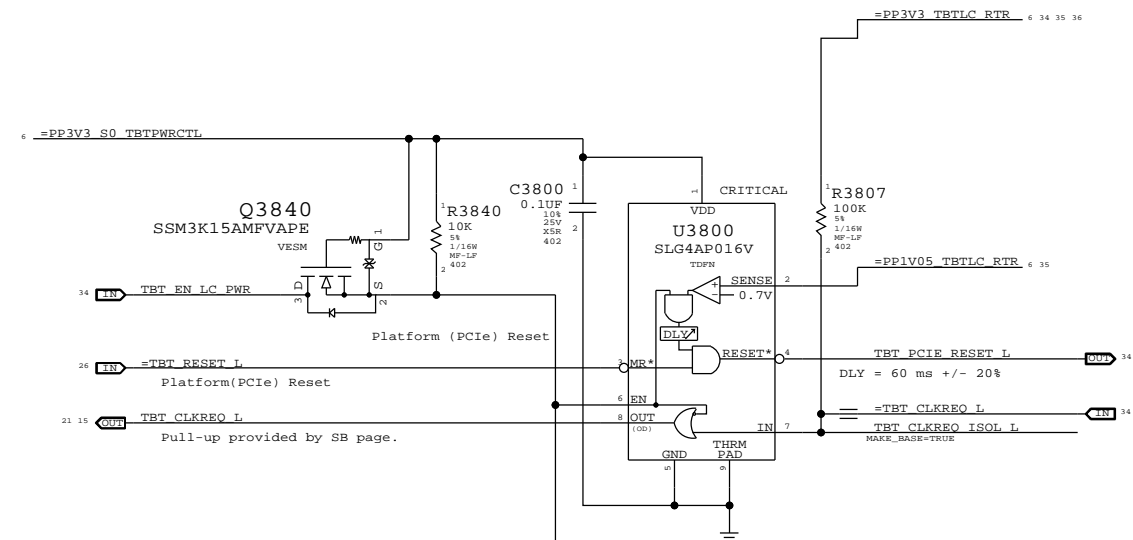 =PP3V3_TBTLC_RTR 6 34 35 36
6 =PP3V3_S0_TBTPWRCTL
Q3840
SSM3K15AMFVAPE
VESM
G 1
3 D
S 2
1
R3840
10K
5%
1/16W
MF-LF
402
2
C3800 1
0.1UF
10%
25V
X5R
402
2
1
VDD
CRITICAL
U3800
SLG4AP016V
TDFN
1
R3807
100K
5%
1/16W
MF-LF
402
2
=PP1V05_TBTLC_RTR 6 35
34 IN TBT_EN_LC_PWR
SENSE 2
+
-
0.7V
DLY
Platform (PCIe) Reset
26 IN =TBT_RESET_L
3 MR*
RESET* 4
TBT_PCIE_RESET_L OUT 34
Platform(PCIe) Reset
DLY = 60 ms +/- 20%
6 EN
21 15 OUT TBT_CLKREQ_L
8 OUT
(OD)
Pull-up provided by SB page.
=TBT_CLKREQ_L IN 34
IN 7
TBT_CLKREQ_ISOL_L
MAKE_BASE=TRUE
GND
THRM
PAD
5
9